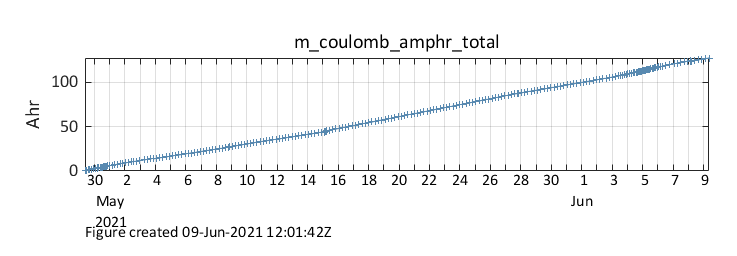 m_coulomb_amphr_total
Ahr
100
50
0
30 2 4 6 8 10 12 14 16 18 20 22 24 26 28 30 1 3 5 7 9
May Jun
2021
Figure created 09-Jun-2021 12:01:42Z